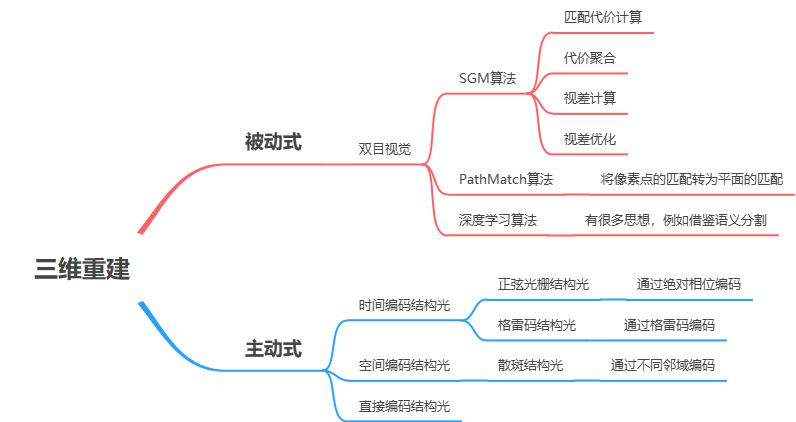 三维重建
被动式
双目视觉
SGM算法
匹配代价计算
代价聚合
视差计算
视差优化
PathMatch算法
将像素点的匹配转为平面的匹配
深度学习算法
有很多思想，例如借鉴语义分割
主动式
时间编码结构光
正弦光栅结构光
通过绝对相位编码
格雷码结构光
通过格雷码编码
空间编码结构光
散斑结构光
通过不同邻域编码
直接编码结构光